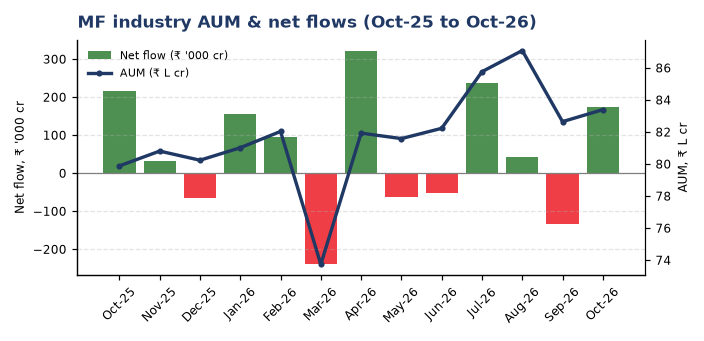 MF industry AUM & net flows (Oct-25 to Oct-26)
Net flow (₹ '000 cr)
AUM (₹ L cr)
Net flow, ₹ '000 cr
300
200
100
0
−100
−200
86
84
82
80
78
76
74
AUM, ₹ L cr
Oct-25
Nov-25
Dec-25
Jan-26
Feb-26
Mar-26
Apr-26
May-26
Jun-26
Jul-26
Aug-26
Sep-26
Oct-26